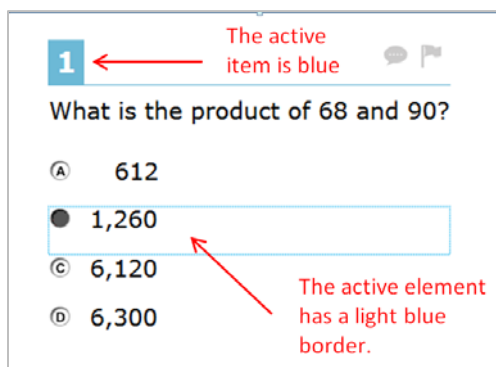 The active
item is blue
1
What is the product of 68 and 90?
A 612
1,260
C 6,120
D 6,300
The active element
has a light blue
border.